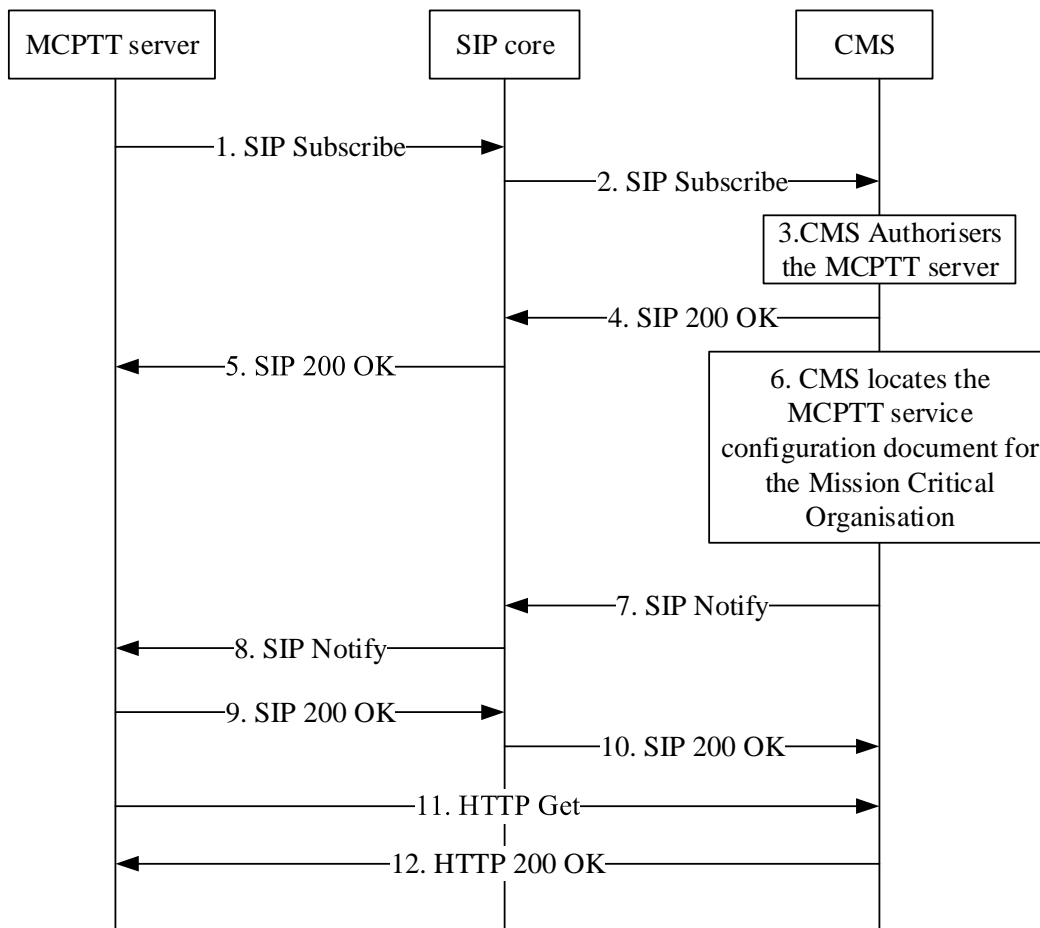 MCPTT server
SIP core
CMS
1. SIP Subscribe
2. SIP Subscribe
3.CMS Authorisers
the MCPTT server
4. SIP 200 OK
5. SIP 200 OK
6. CMS locates the
MCPTT service
configuration document for
the Mission Critical
Organisation
7. SIP Notify
8. SIP Notify
9. SIP 200 OK
10. SIP 200 OK
11. HTTP Get
12. HTTP 200 OK